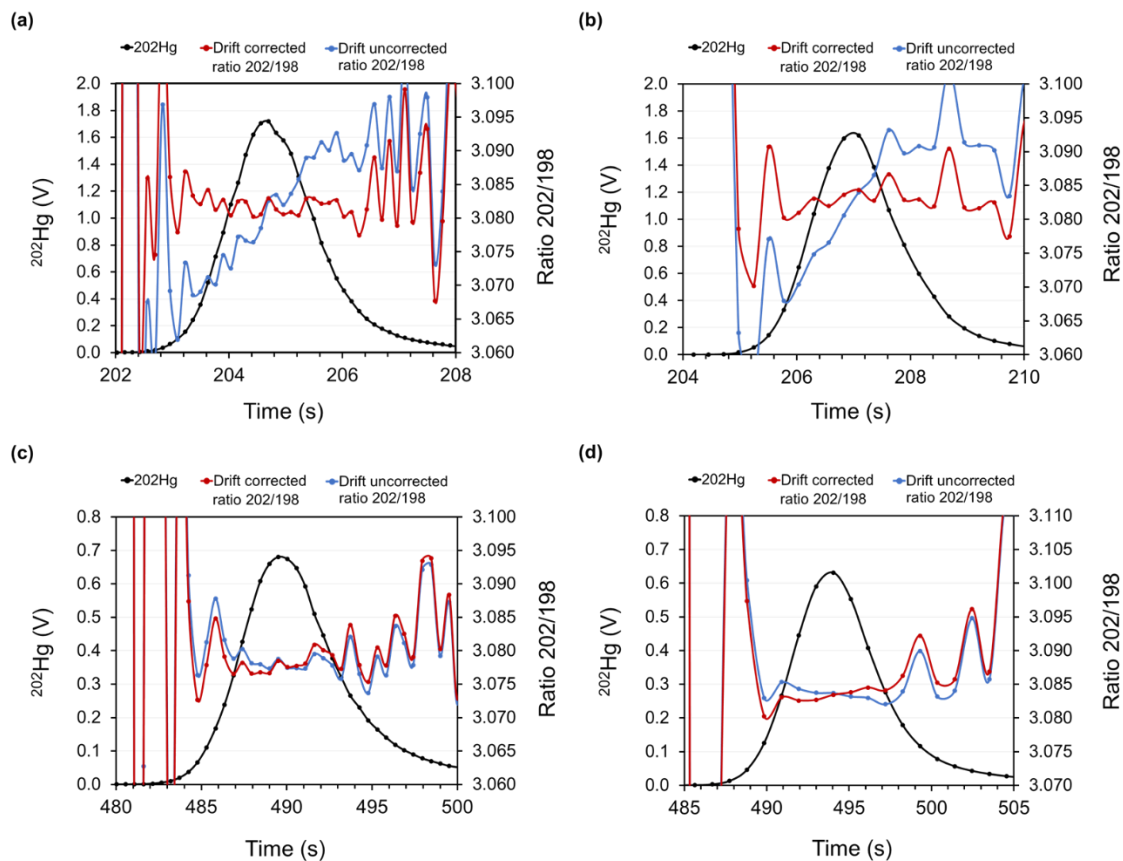 (a)
202Hg Drift corrected Drift uncorrected
ratio 202/198 ratio 202/198
2.0 3.100
1.8 3.095
1.6 3.090
1.4 3.085
1.2 3.080
1.0 3.075
0.8 3.070
0.6 3.065
0.4 3.060
0.2
0.0
202 204 206 208
Time (s)
²⁰²Hg (V)
Ratio 202/198
(b)
202Hg Drift corrected Drift uncorrected
ratio 202/198 ratio 202/198
2.0 3.100
1.8 3.095
1.6 3.090
1.4 3.085
1.2 3.080
1.0 3.075
0.8 3.070
0.6 3.065
0.4 3.060
0.2
0.0
204 206 208 210
Time (s)
²⁰²Hg (V)
Ratio 202/198
(c)
202Hg Drift corrected Drift uncorrected
ratio 202/198 ratio 202/198
0.8 3.100
0.7 3.095
0.6 3.090
0.5 3.085
0.4 3.080
0.3 3.075
0.2 3.070
0.1 3.065
0.0 3.060
480 485 490 495 500
Time (s)
²⁰²Hg (V)
Ratio 202/198
(d)
202Hg Drift corrected Drift uncorrected
ratio 202/198 ratio 202/198
0.8 3.110
0.7 3.105
0.6 3.100
0.5 3.095
0.4 3.090
0.3 3.085
0.2 3.080
0.1 3.075
0.0 3.070
485 490 495 500 505
Time (s)
²⁰²Hg (V)
Ratio 202/198